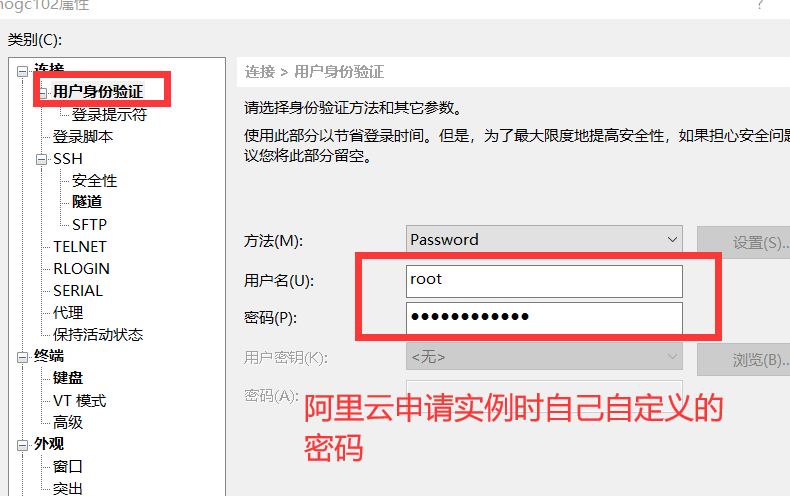 nogc102属性
?
类别(C):
连接
用户身份验证
登录提示符
登录脚本
SSH
安全性
隧道
SFTP
TELNET
RLOGIN
SERIAL
代理
保持活动状态
终端
键盘
VT 模式
高级
外观
窗口
突出
连接 > 用户身份验证
请选择身份验证方法和其它参数。
使用此部分以节省登录时间。但是，为了最大限度地提高安全性，如果担心安全问题
议您将此部分留空。
方法(M):
Password
设置(S)...
用户名(U):
root
密码(P):
●●●●●●●●●●●●
用户密钥(K):
<无>
浏览(B)...
密码(A):
阿里云申请实例时自己自定义的
密码